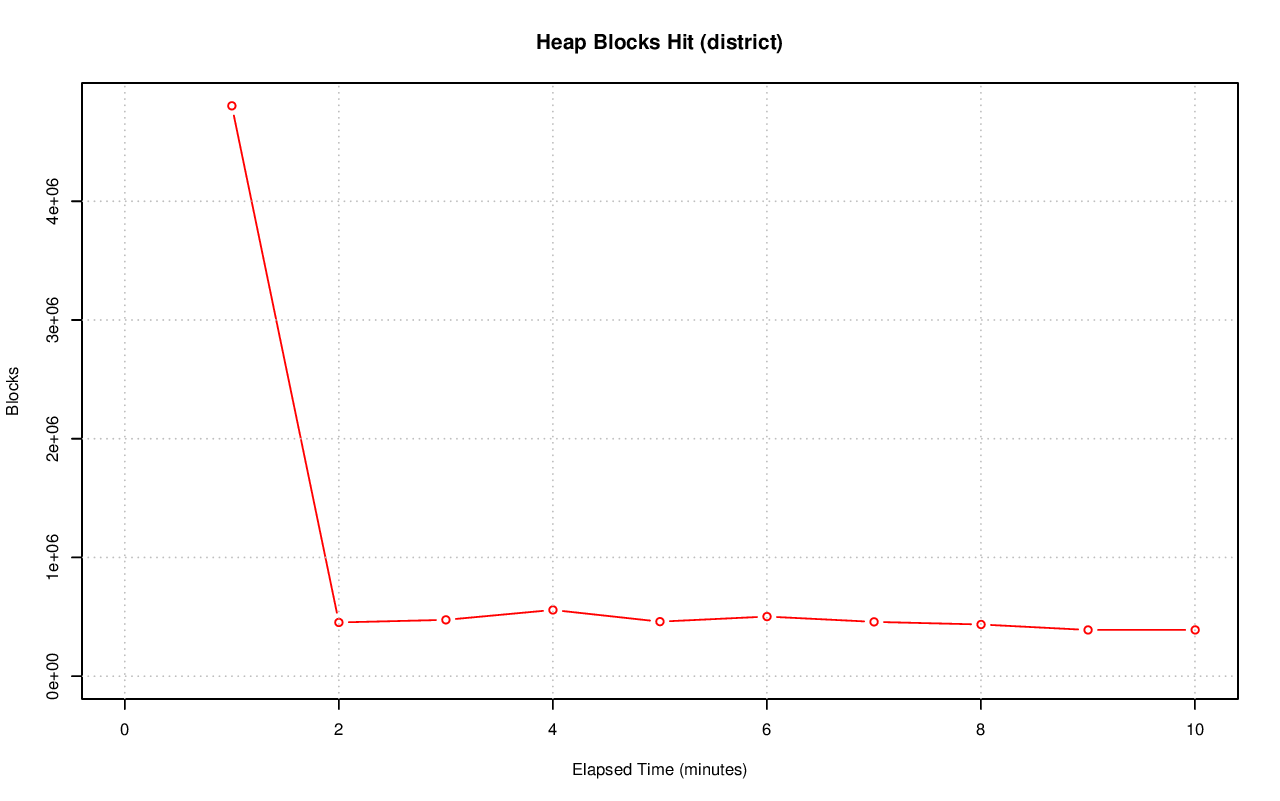 Heap Blocks Hit (district)
Blocks
4e+06
3e+06
2e+06
1e+06
0e+00
0 2 4 6 8 10
Elapsed Time (minutes)